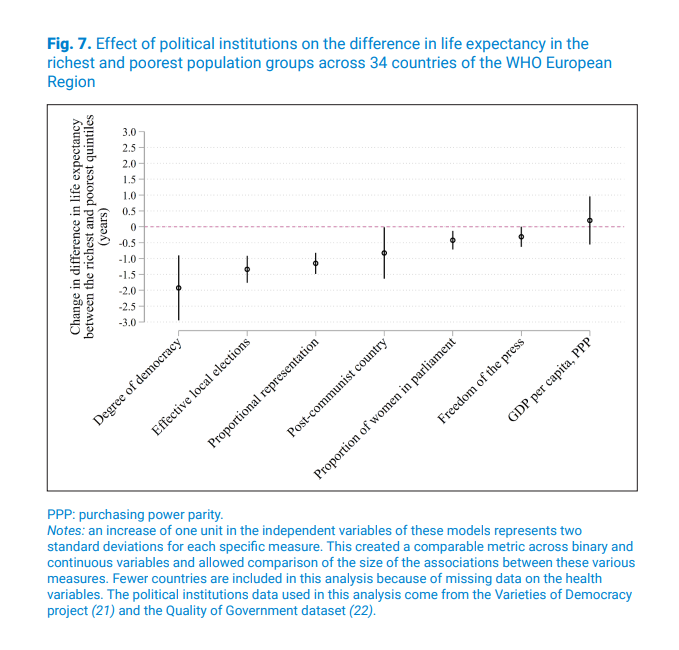 Fig. 7. Effect of political institutions on the difference in life expectancy in the
richest and poorest population groups across 34 countries of the WHO European
Region
Change in difference in life expectancy
between the richest and poorest quintiles
(years)
3.0
2.5
2.0
1.5
1.0
0.5
0
-0.5
-1.0
-1.5
-2.0
-2.5
-3.0
Degree of democracy
Effective local elections
Proportional representation
Post-communist country
Proportion of women in parliament
Freedom of the press
GDP per capita, PPP
PPP: purchasing power parity.
Notes: an increase of one unit in the independent variables of these models represents two
standard deviations for each specific measure. This created a comparable metric across binary and
continuous variables and allowed comparison of the size of the associations between these various
measures. Fewer countries are included in this analysis because of missing data on the health
variables. The political institutions data used in this analysis come from the Varieties of Democracy
project (21) and the Quality of Government dataset (22).